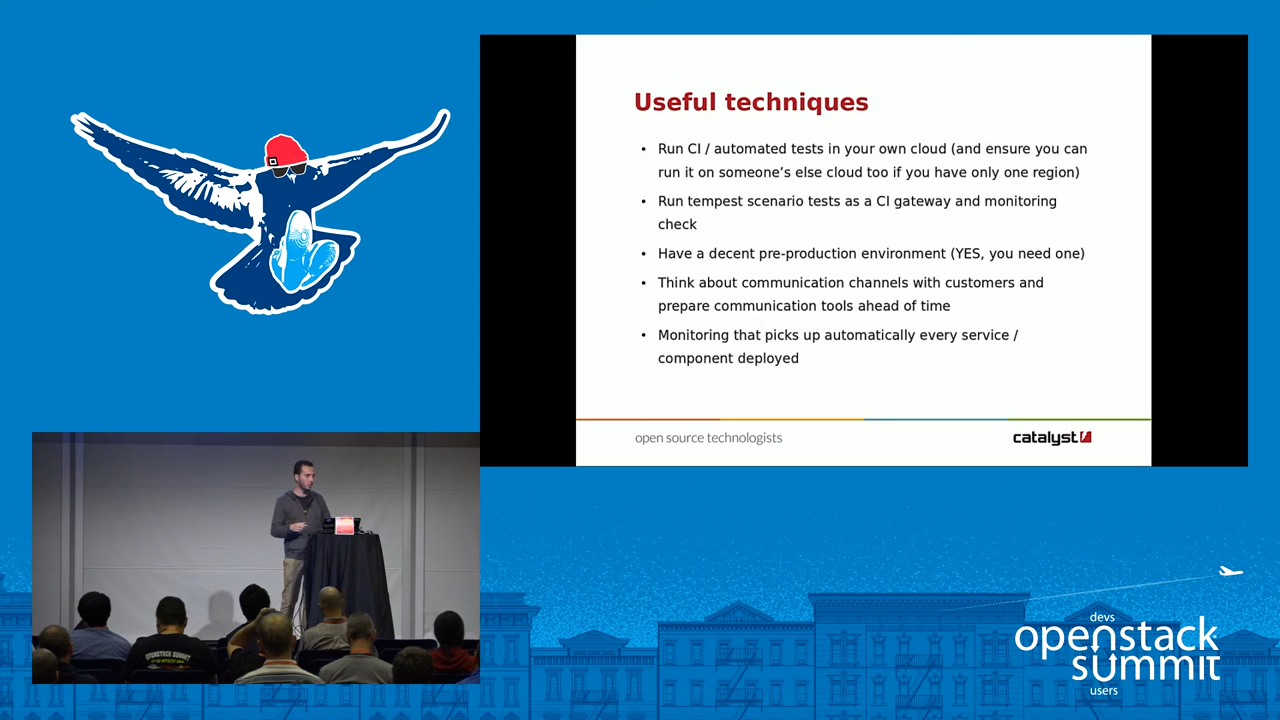 Useful techniques
• Run CI / automated tests in your own cloud (and ensure you can
run it on someone's else cloud too if you have only one region)
• Run tempest scenario tests as a CI gateway and monitoring
check
• Have a decent pre-production environment (YES, you need one)
• Think about communication channels with customers and
prepare communication tools ahead of time
• Monitoring that picks up automatically every service /
component deployed
open source technologists
catalyst
OPENSTACK SUMMIT
devs
openstack
summit
users